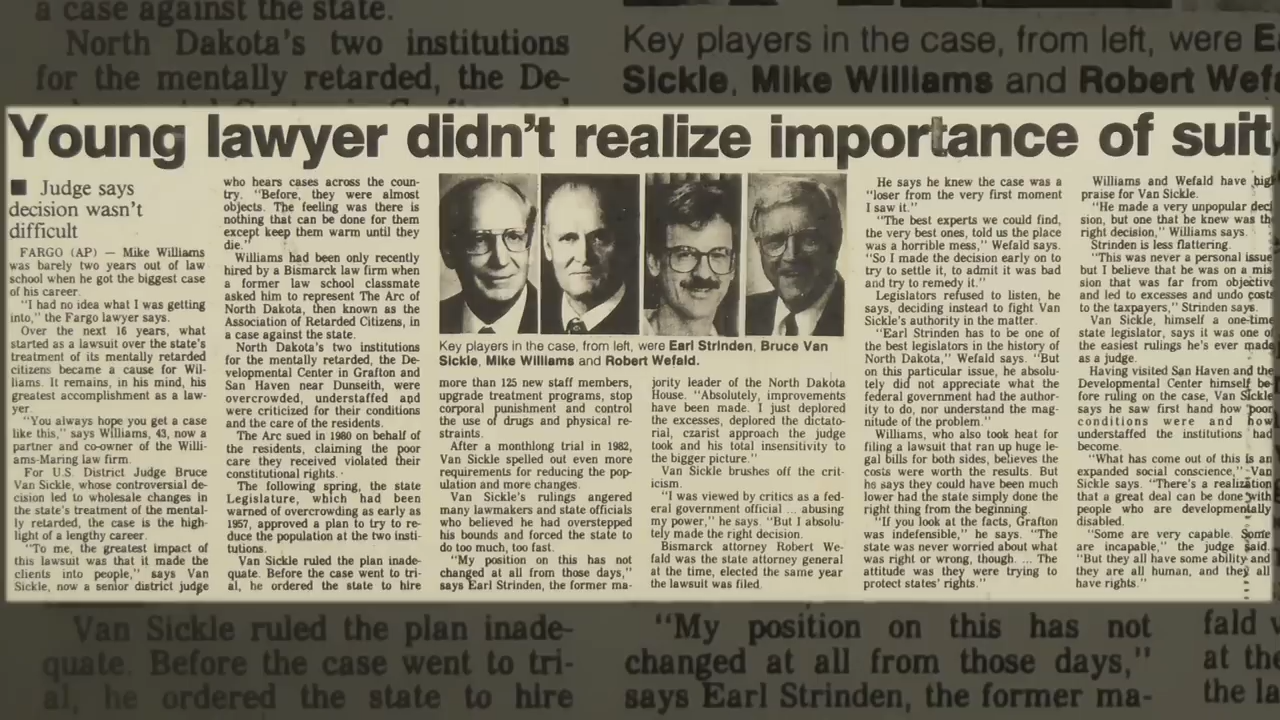 a case against the state.
North Dakota's two institutions
for the mentally retarded, the De-
Key players in the case, from left, were
Sickle, Mike Williams and Robert Wefa
Young lawyer didn't realize importance of suit
■ Judge says
decision wasn't
difficult
FARGO (AP) — Mike Williams
was barely two years out of law
school when he got the biggest case
of his career.
"I had no idea what I was getting
into," the Fargo lawyer says.
Over the next 16 years, what
started as a lawsuit over the state's
treatment of its mentally retarded
citizens became a cause for Wil-
liams. It remains, in his mind, his
greatest accomplishment as a law-
yer.
"You always hope you get a case
like this," says Williams, 43, now a
partner and co-owner of the Willi-
ams-Maring law firm.
For U.S. District Judge Bruce
Van Sickle, whose controversial de-
cision led to wholesale changes in
the state's treatment of the mental-
ly retarded, the case is the high-
light of a lengthy career.
"To me, the greatest impact of
this lawsuit was that it made the
clients into people," says Van
Sickle, now a senior district judge
who hears cases across the coun-
try. "Before, they were almost
objects. The feeling was there is
nothing that can be done for them
except keep them warm until they
die."
Williams had been only recently
hired by a Bismarck law firm when
a former law school classmate
asked him to represent The Arc of
North Dakota, then known as the
Association of Retarded Citizens, in
a case against the state.
North Dakota's two institutions
for the mentally retarded, the De-
velopmental Center in Grafton and
San Haven near Dunseith, were
overcrowded, understaffed and
were criticized for their conditions
and the care of the residents.
The Arc sued in 1980 on behalf of
the residents, claiming the poor
care they received violated their
constitutional rights.
The following spring, the state
Legislature, which had been
warned of overcrowding as early as
1957, approved a plan to try to re-
duce the population at the two insti-
tutions.
Van Sickle ruled the plan inade-
quate. Before the case went to tri-
al, he ordered the state to hire
Key players in the case, from left, were Earl Strinden, Bruce Van
Sickle, Mike Williams and Robert Wefald.
more than 125 new staff members,
upgrade treatment programs, stop
corporal punishment and control
the use of drugs and physical re-
straints.
After a monthlong trial in 1982,
Van Sickle spelled out even more
requirements for reducing the pop-
ulation and more changes.
Van Sickle's rulings angered
many lawmakers and state officials
who believed he had overstepped
his bounds and forced the state to
do too much, too fast.
"My position on this has not
changed at all from those days,"
says Earl Strinden, the former ma-
jority leader of the North Dakota
House. "Absolutely, improvements
have been made. I just deplored
the excesses, deplored the dictato-
rial, czarist approach the judge
took and his total insensitivity to
the bigger picture."
Van Sickle brushes off the crit-
icism.
"I was viewed by critics as a fed-
eral government official ... abusing
my power," he says. "But I absolu-
tely made the right decision.
Bismarck attorney Robert We-
fald was the state attorney general
at the time, elected the same year
the lawsuit was filed.
He says he knew the case was a
"loser from the very first moment
I saw it."
"The best experts we could find,
the very best ones, told us the place
was a horrible mess," Wefald says.
"So I made the decision early on to
try to settle it, to admit it was bad
and try to remedy it."
Legislators refused to listen, he
says, deciding instead to fight Van
Sickle's authority in the matter.
"Earl Strinden has to be one of
the best legislators in the history of
North Dakota," Wefald says. "But
on this particular issue, he absolu-
tely did not appreciate what the
federal government had the author-
ity to do, nor understand the mag-
nitude of the problem."
Williams, who also took heat for
filing a lawsuit that ran up huge le-
gal bills for both sides, believes the
costs were worth the results. But
he says they could have been much
lower had the state simply done the
right thing from the beginning.
"If you look at the facts, Grafton
was indefensible," he says. "The
state was never worried about what
was right or wrong, though. ... The
attitude was they were trying to
protect states' rights."
Williams and Wefald have high
praise for Van Sickle.
"He made a very unpopular deci
sion, but one that he knew was the
right decision," Williams says.
Strinden is less flattering.
"This was never a personal issue
but I believe that he was on a mis
sion that was far from objective
and led to excesses and undo costs
to the taxpayers," Strinden says.
Van Sickle, himself a one-time
state legislator, says it was one of
the easiest rulings he's ever made
as a judge.
Having visited San Haven and the
Developmental Center himself be-
fore ruling on the case, Van Sickle
says he saw first hand how poor
conditions were and how
understaffed the institutions had
become.
"What has come out of this is an
expanded social conscience," Van
Sickle says. "There's a realization
that a great deal can be done with
people who are developmentally
disabled.
"Some are very capable. Some
are incapable," the judge said.
"But they all have some ability and
they are all human, and they all
have rights."
Van Sickle ruled the plan inade-
quate. Before the case went to tri-
al, he ordered the state to hire
"My position on this has not
changed at all from those days,"
says Earl Strinden, the former ma-
fald
at the
the la